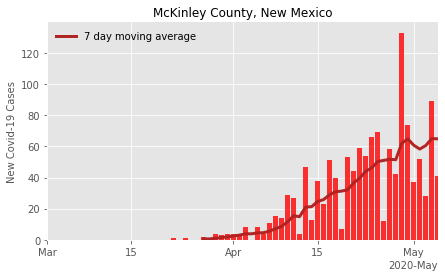 McKinley County, New Mexico
7 day moving average
New Covid-19 Cases
120
100
80
60
40
20
0
Mar 15 Apr 15 May
2020-May